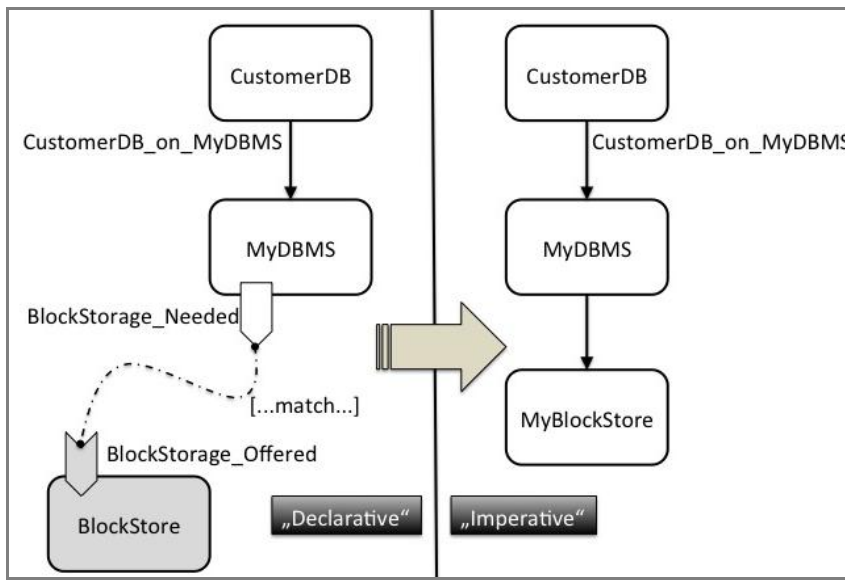 CustomerDB
CustomerDB_on_MyDBMS
MyDBMS
BlockStorage_Needed
[...match...]
BlockStorage_Offered
BlockStore
„Declarative“
CustomerDB
CustomerDB_on_MyDBMS
MyDBMS
MyBlockStore
„Imperative“